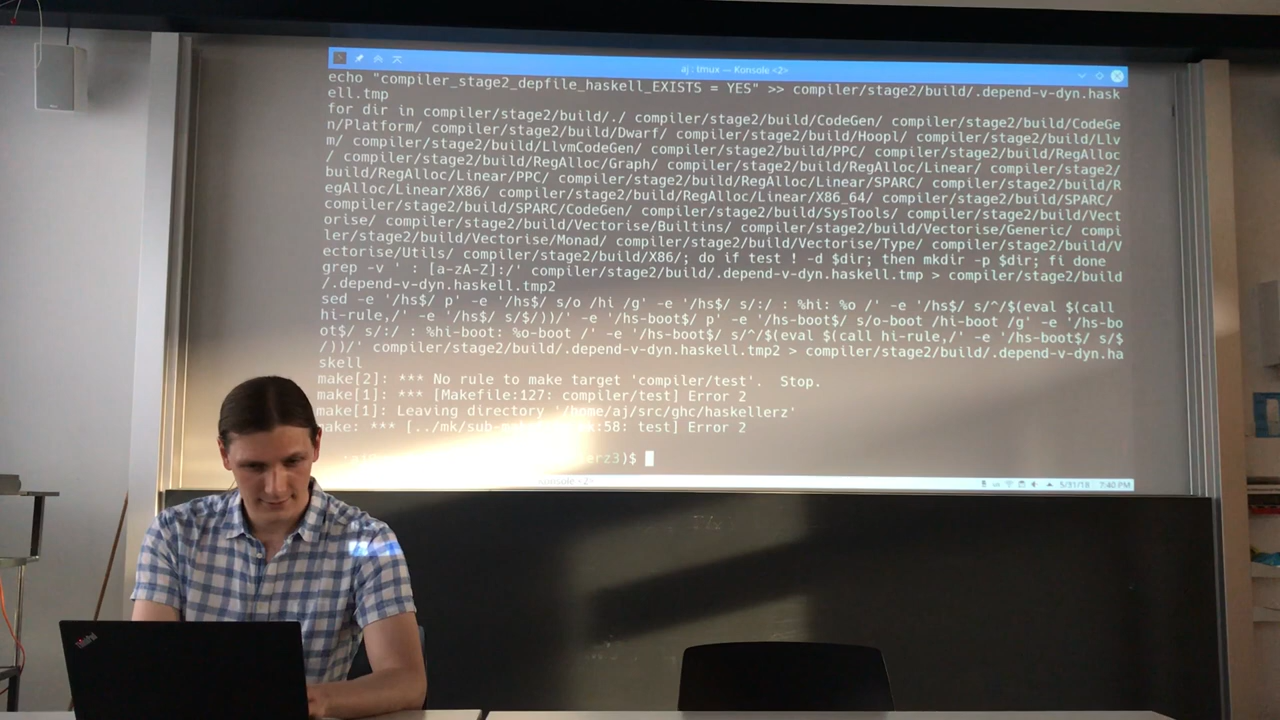 aj : tmux — Konsole <2>
echo "compiler_stage2_depfile_haskell_EXISTS = YES" >> compiler/stage2/build/.depend-v-dyn.hask
ell.tmp
for dir in compiler/stage2/build/./ compiler/stage2/build/CodeGen/ compiler/stage2/build/CodeGe
n/Platform/ compiler/stage2/build/Dwarf/ compiler/stage2/build/Hoopl/ compiler/stage2/build/Llv
m/ compiler/stage2/build/LlvmCodeGen/ compiler/stage2/build/PPC/ compiler/stage2/build/RegAlloc
/ compiler/stage2/build/RegAlloc/Graph/ compiler/stage2/build/RegAlloc/Linear/ compiler/stage2/
build/RegAlloc/Linear/PPC/ compiler/stage2/build/RegAlloc/Linear/SPARC/ compiler/stage2/build/R
egAlloc/Linear/X86/ compiler/stage2/build/RegAlloc/Linear/X86_64/ compiler/stage2/build/SPARC/
compiler/stage2/build/SPARC/CodeGen/ compiler/stage2/build/SysTools/ compiler/stage2/build/Vect
orise/ compiler/stage2/build/Vectorise/Builtins/ compiler/stage2/build/Vectorise/Generic/ compi
ler/stage2/build/Vectorise/Monad/ compiler/stage2/build/Vectorise/Type/ compiler/stage2/build/V
ectorise/Utils/ compiler/stage2/build/X86/; do if test ! -d $dir; then mkdir -p $dir; fi done
grep -v ' : [a-zA-Z]:/' compiler/stage2/build/.depend-v-dyn.haskell.tmp > compiler/stage2/build
/.depend-v-dyn.haskell.tmp2
sed -e '/hs$/ p' -e '/hs$/ s/o /hi /g' -e '/hs$/ s/:/ : %hi: %o /' -e '/hs$/ s/^/$(eval $(call
hi-rule,/' -e '/hs$/ s/$/))/' -e '/hs-boot$/ p' -e '/hs-boot$/ s/o-boot /hi-boot /g' -e '/hs-bo
ot$/ s/:/ : %hi-boot: %o-boot /' -e '/hs-boot$/ s/^/$(eval $(call hi-rule,/' -e '/hs-boot$/ s/$
/))/' compiler/stage2/build/.depend-v-dyn.haskell.tmp2 > compiler/stage2/build/.depend-v-dyn.ha
skell
make[2]: *** No rule to make target 'compiler/test'.  Stop.
make[1]: *** [Makefile:127: compiler/test] Error 2
make[1]: Leaving directory '/home/aj/src/ghc/haskellerz'
make: *** [../mk/sub- :58: test] Error 2
erz3)$
konsole <2>
5/31/18 7:40 PM